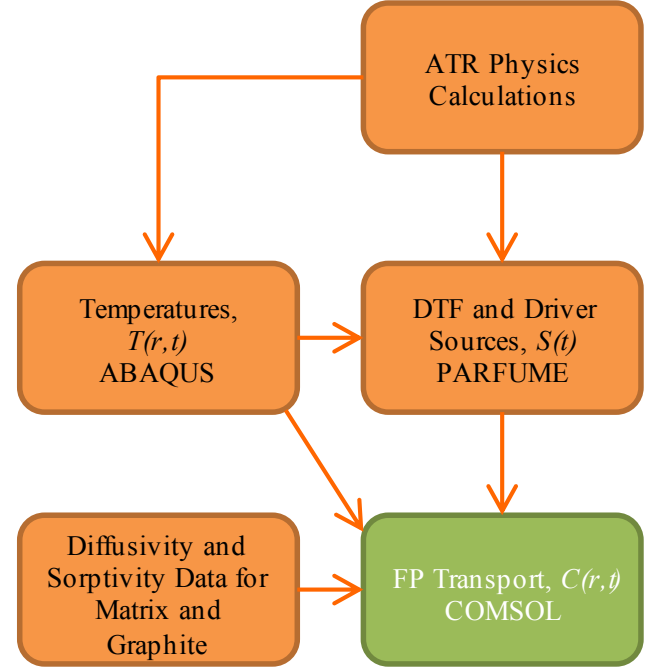 ATR Physics
Calculations
Temperatures,
T(r,t)
ABAQUS
DTF and Driver
Sources, S(t)
PARFUME
Diffusivity and
Sorptivity Data for
Matrix and
Graphite
FP Transport, C(r,t)
COMSOL